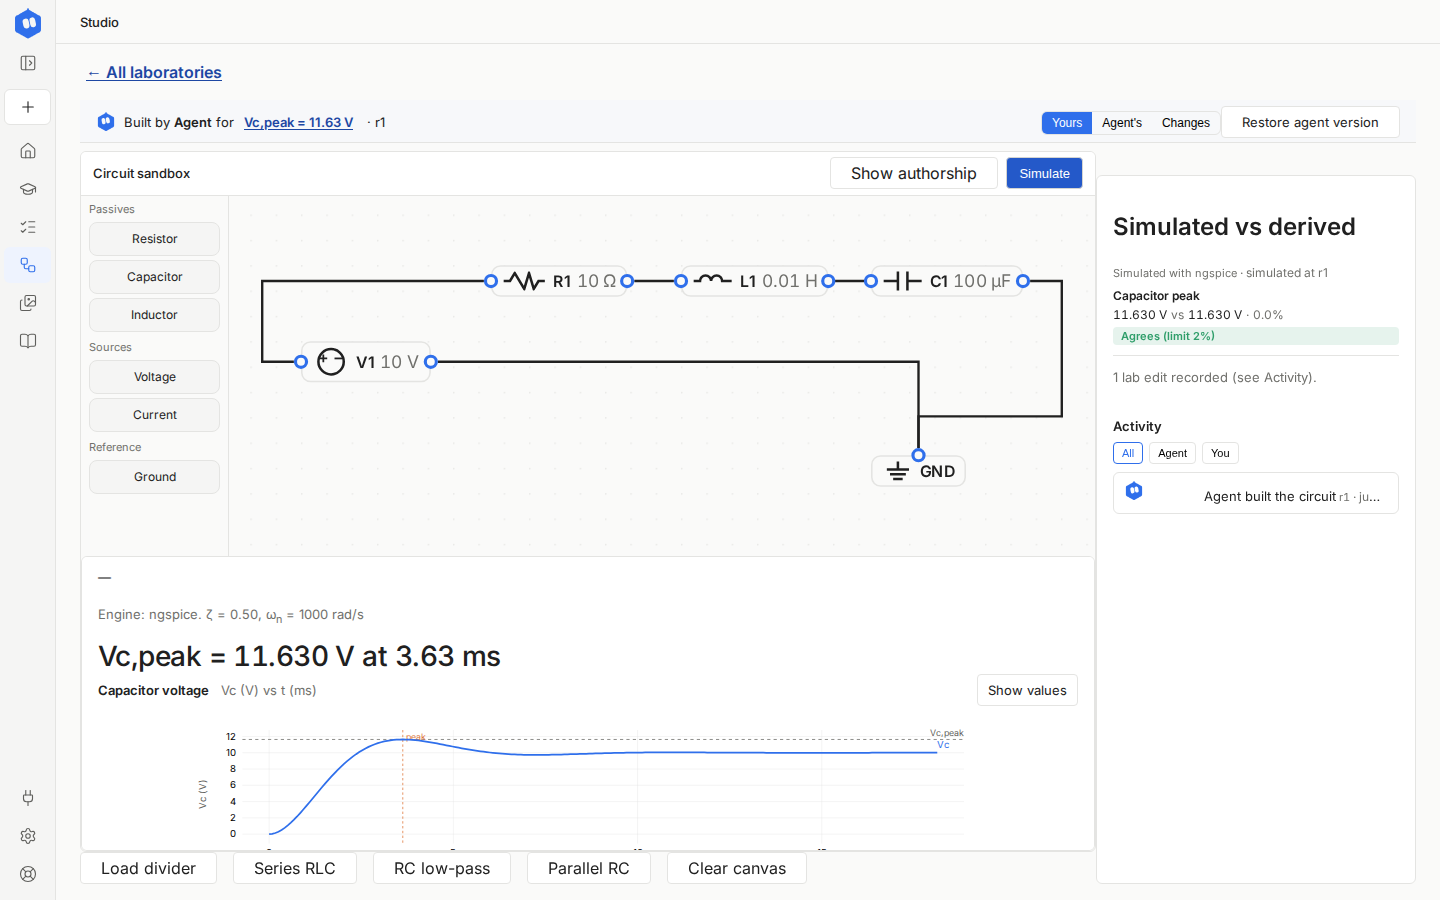 Studio
← All laboratories
Built by Agent for Vc,peak = 11.63 V · r1
Yours
Agent's
Changes
Restore agent version
Circuit sandbox
Show authorship
Simulate
Passives
Resistor
Capacitor
Inductor
Sources
Voltage
Current
Reference
Ground
R1 10 Ω
L1 0.01 H
C1 100 µF
V1 10 V
GND
Simulated vs derived
Simulated with ngspice · simulated at r1
Capacitor peak
11.630 V vs 11.630 V · 0.0%
Agrees (limit 2%)
1 lab edit recorded (see Activity).
Activity
All
Agent
You
Agent built the circuit r1 · ju...
—
Engine: ngspice. ζ = 0.50, ωn = 1000 rad/s
Vc,peak = 11.630 V at 3.63 ms
Capacitor voltage Vc (V) vs t (ms)
Show values
Vc (V)
12
10
8
6
4
2
0
peak
Vc,peak
Vc
Load divider
Series RLC
RC low-pass
Parallel RC
Clear canvas